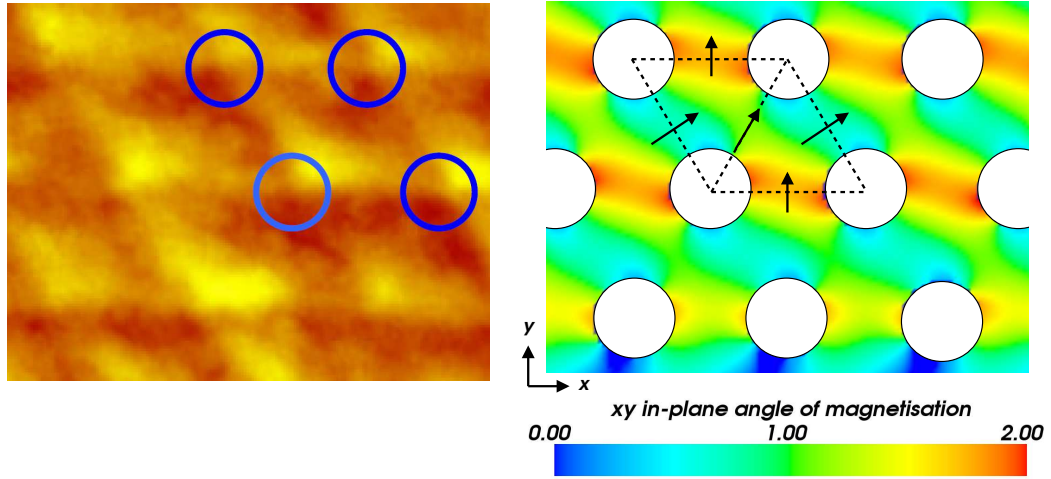 y
x
xy in-plane angle of magnetisation
0.00 1.00 2.00